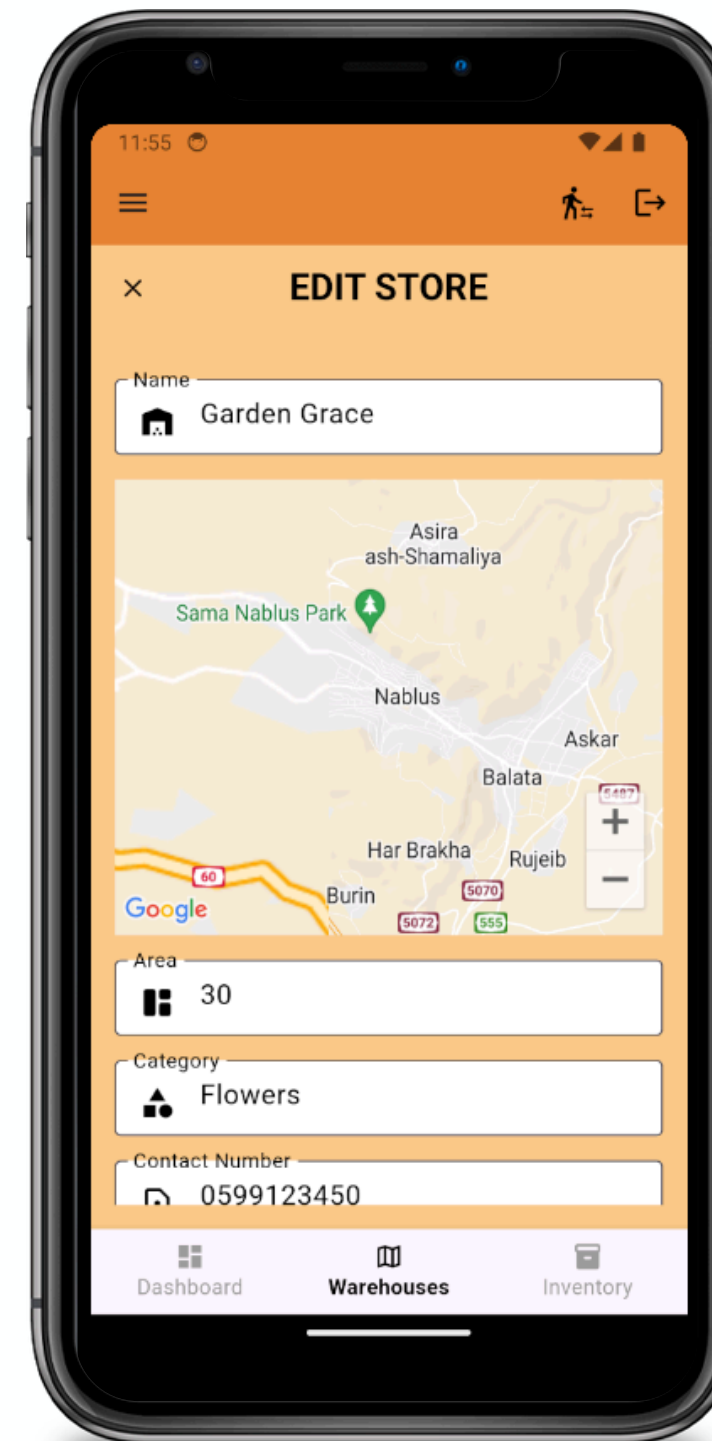 11:55
EDIT STORE
Name
Garden Grace
Asira
ash-Shamaliya
Sama Nablus Park
Nablus
Askar
Balata
5487
Har Brakha
Rujeib
60
Burin
5070
Google
5072
555
Area
30
Category
Flowers
Contact Number
0599123450
Dashboard
Warehouses
Inventory